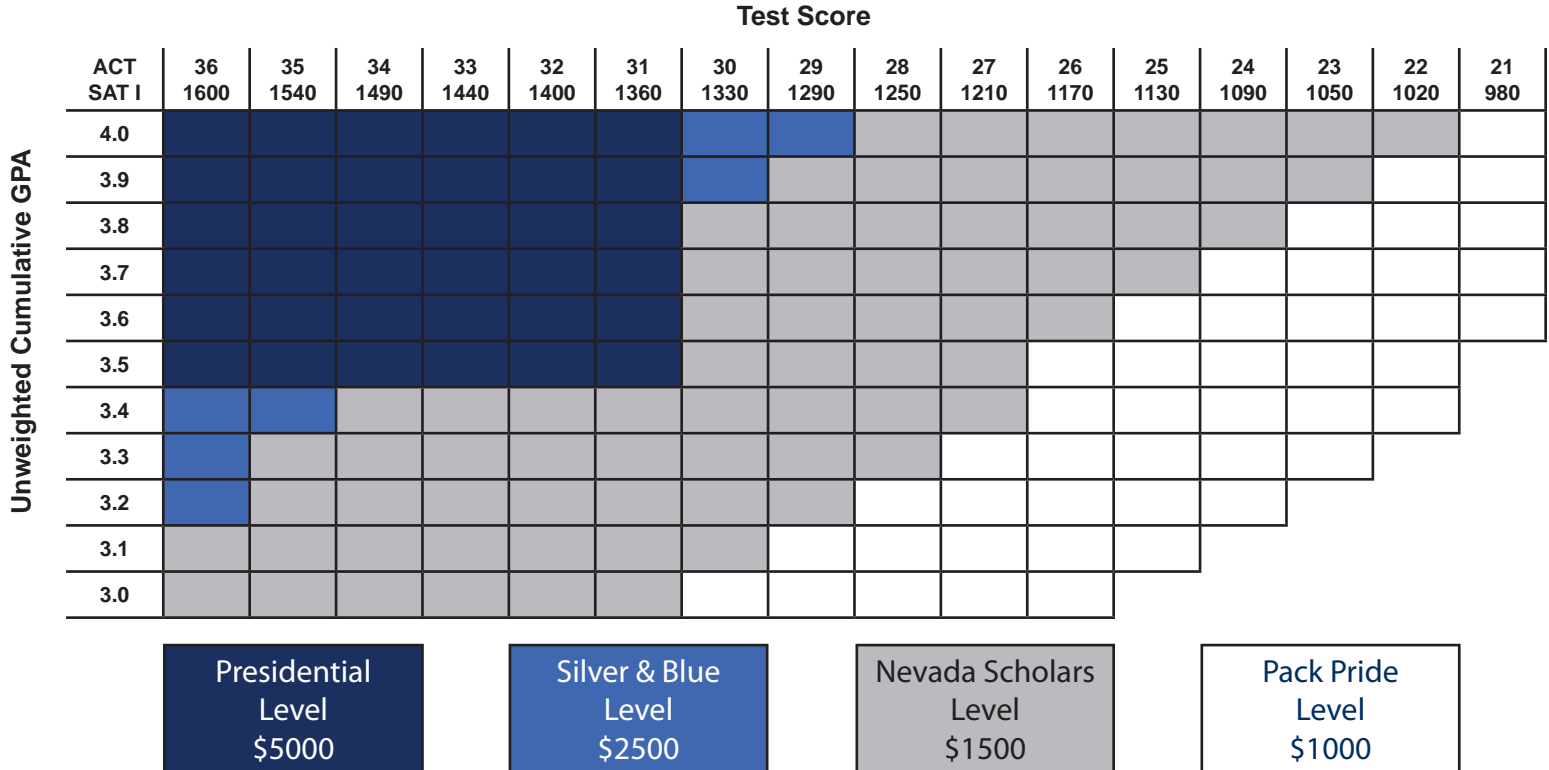 Test Score
ACT 36 35 34 33 32 31 30 29 28 27 26 25 24 23 22 21
SAT I 1600 1540 1490 1440 1400 1360 1330 1290 1250 1210 1170 1130 1090 1050 1020 980
Unweighted Cumulative GPA
4.0
3.9
3.8
3.7
3.6
3.5
3.4
3.3
3.2
3.1
3.0
Presidential
Level
$5000
Silver & Blue
Level
$2500
Nevada Scholars
Level
$1500
Pack Pride
Level
$1000